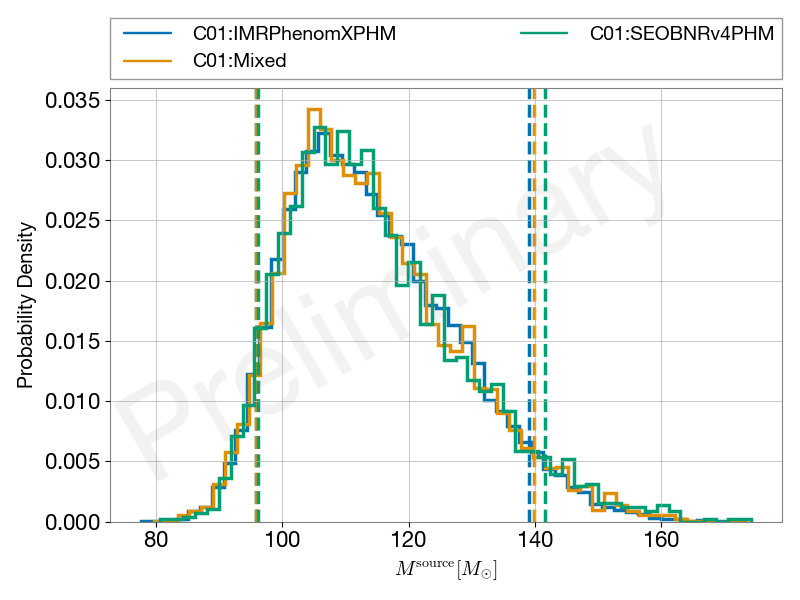 C01:IMRPhenomXPHM C01:SEOBNRv4PHM
C01:Mixed
Preliminary
Probability Density
0.035
0.030
0.025
0.020
0.015
0.010
0.005
0.000
80 100 120 140 160
M^source [M_⊙]